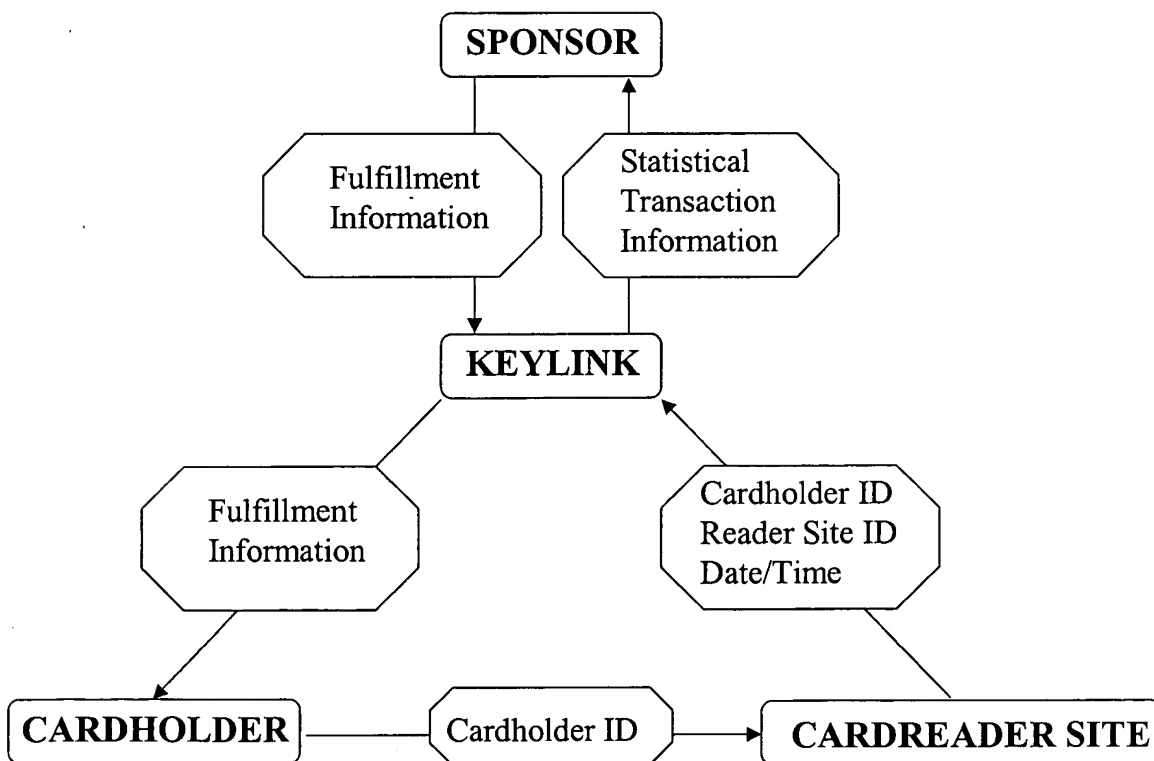 SPONSOR
Fulfillment
Information
Statistical
Transaction
Information
KEYLINK
Fulfillment
Information
Cardholder ID
Reader Site ID
Date/Time
CARDHOLDER
Cardholder ID
CARDREADER SITE